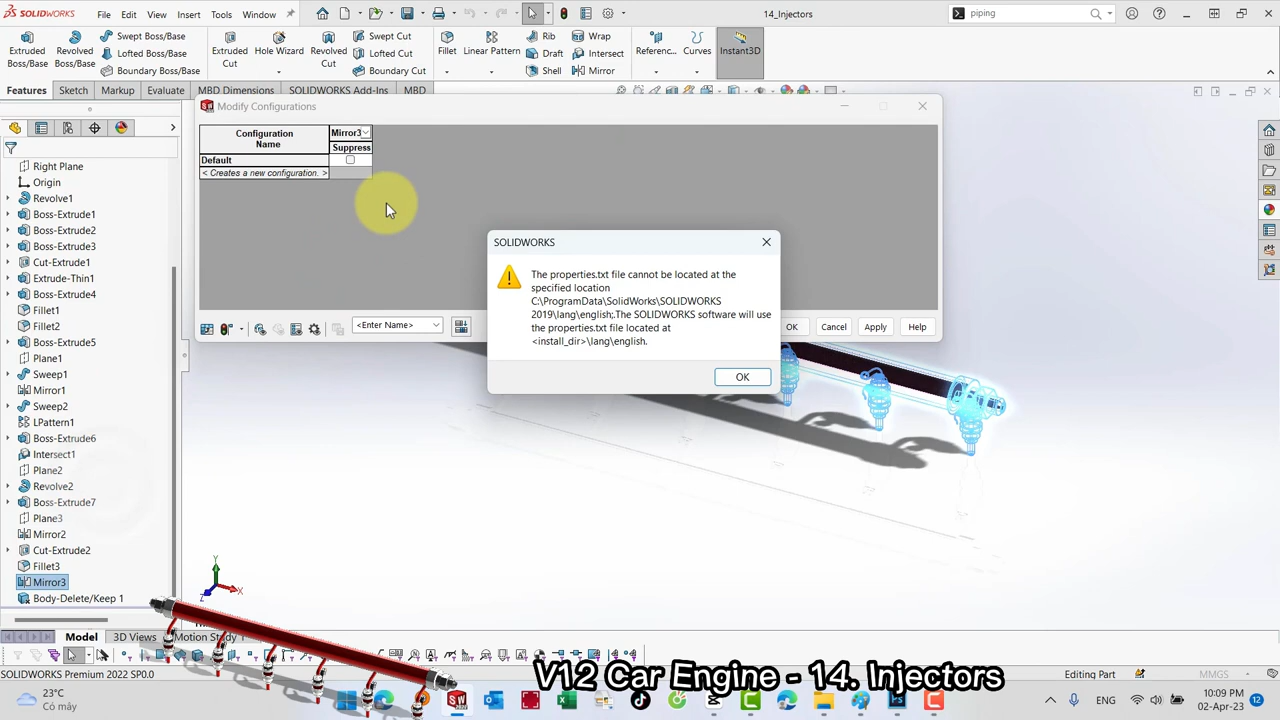 SOLIDWORKS
File
Edit
View
Insert
Tools
Window
14_Injectors
piping
Extruded
Boss/Base
Revolved
Boss/Base
Swept Boss/Base
Lofted Boss/Base
Boundary Boss/Base
Extruded
Cut
Hole Wizard
Revolved
Cut
Swept Cut
Lofted Cut
Boundary Cut
Fillet
Linear Pattern
Rib
Draft
Shell
Wrap
Intersect
Mirror
Referenc...
Curves
Instant3D
Features
Sketch
Markup
Evaluate
MBD Dimensions
SOLIDWORKS Add-Ins
MBD
Modify Configurations
Configuration
Name
Mirror3
Suppress
Default
< Creates a new configuration. >
<Enter Name>
OK
Cancel
Apply
Help
SOLIDWORKS
The properties.txt file cannot be located at the
specified location
C:\ProgramData\SolidWorks\SOLIDWORKS
2019\lang\english;.The SOLIDWORKS software will use
the properties.txt file located at
<install_dir>\lang\english.
OK
Right Plane
Origin
Revolve1
Boss-Extrude1
Boss-Extrude2
Boss-Extrude3
Cut-Extrude1
Extrude-Thin1
Boss-Extrude4
Fillet1
Fillet2
Boss-Extrude5
Plane1
Sweep1
Mirror1
Sweep2
LPattern1
Boss-Extrude6
Intersect1
Plane2
Revolve2
Boss-Extrude7
Plane3
Mirror2
Cut-Extrude2
Fillet3
Mirror3
Body-Delete/Keep 1
Y
X
Z
Model
3D Views
Motion Study
SOLIDWORKS Premium 2022 SP0.0
Editing Part
MMGS
V12 Car Engine - 14. Injectors
23°C
Có mây
10:09 PM
02-Apr-23